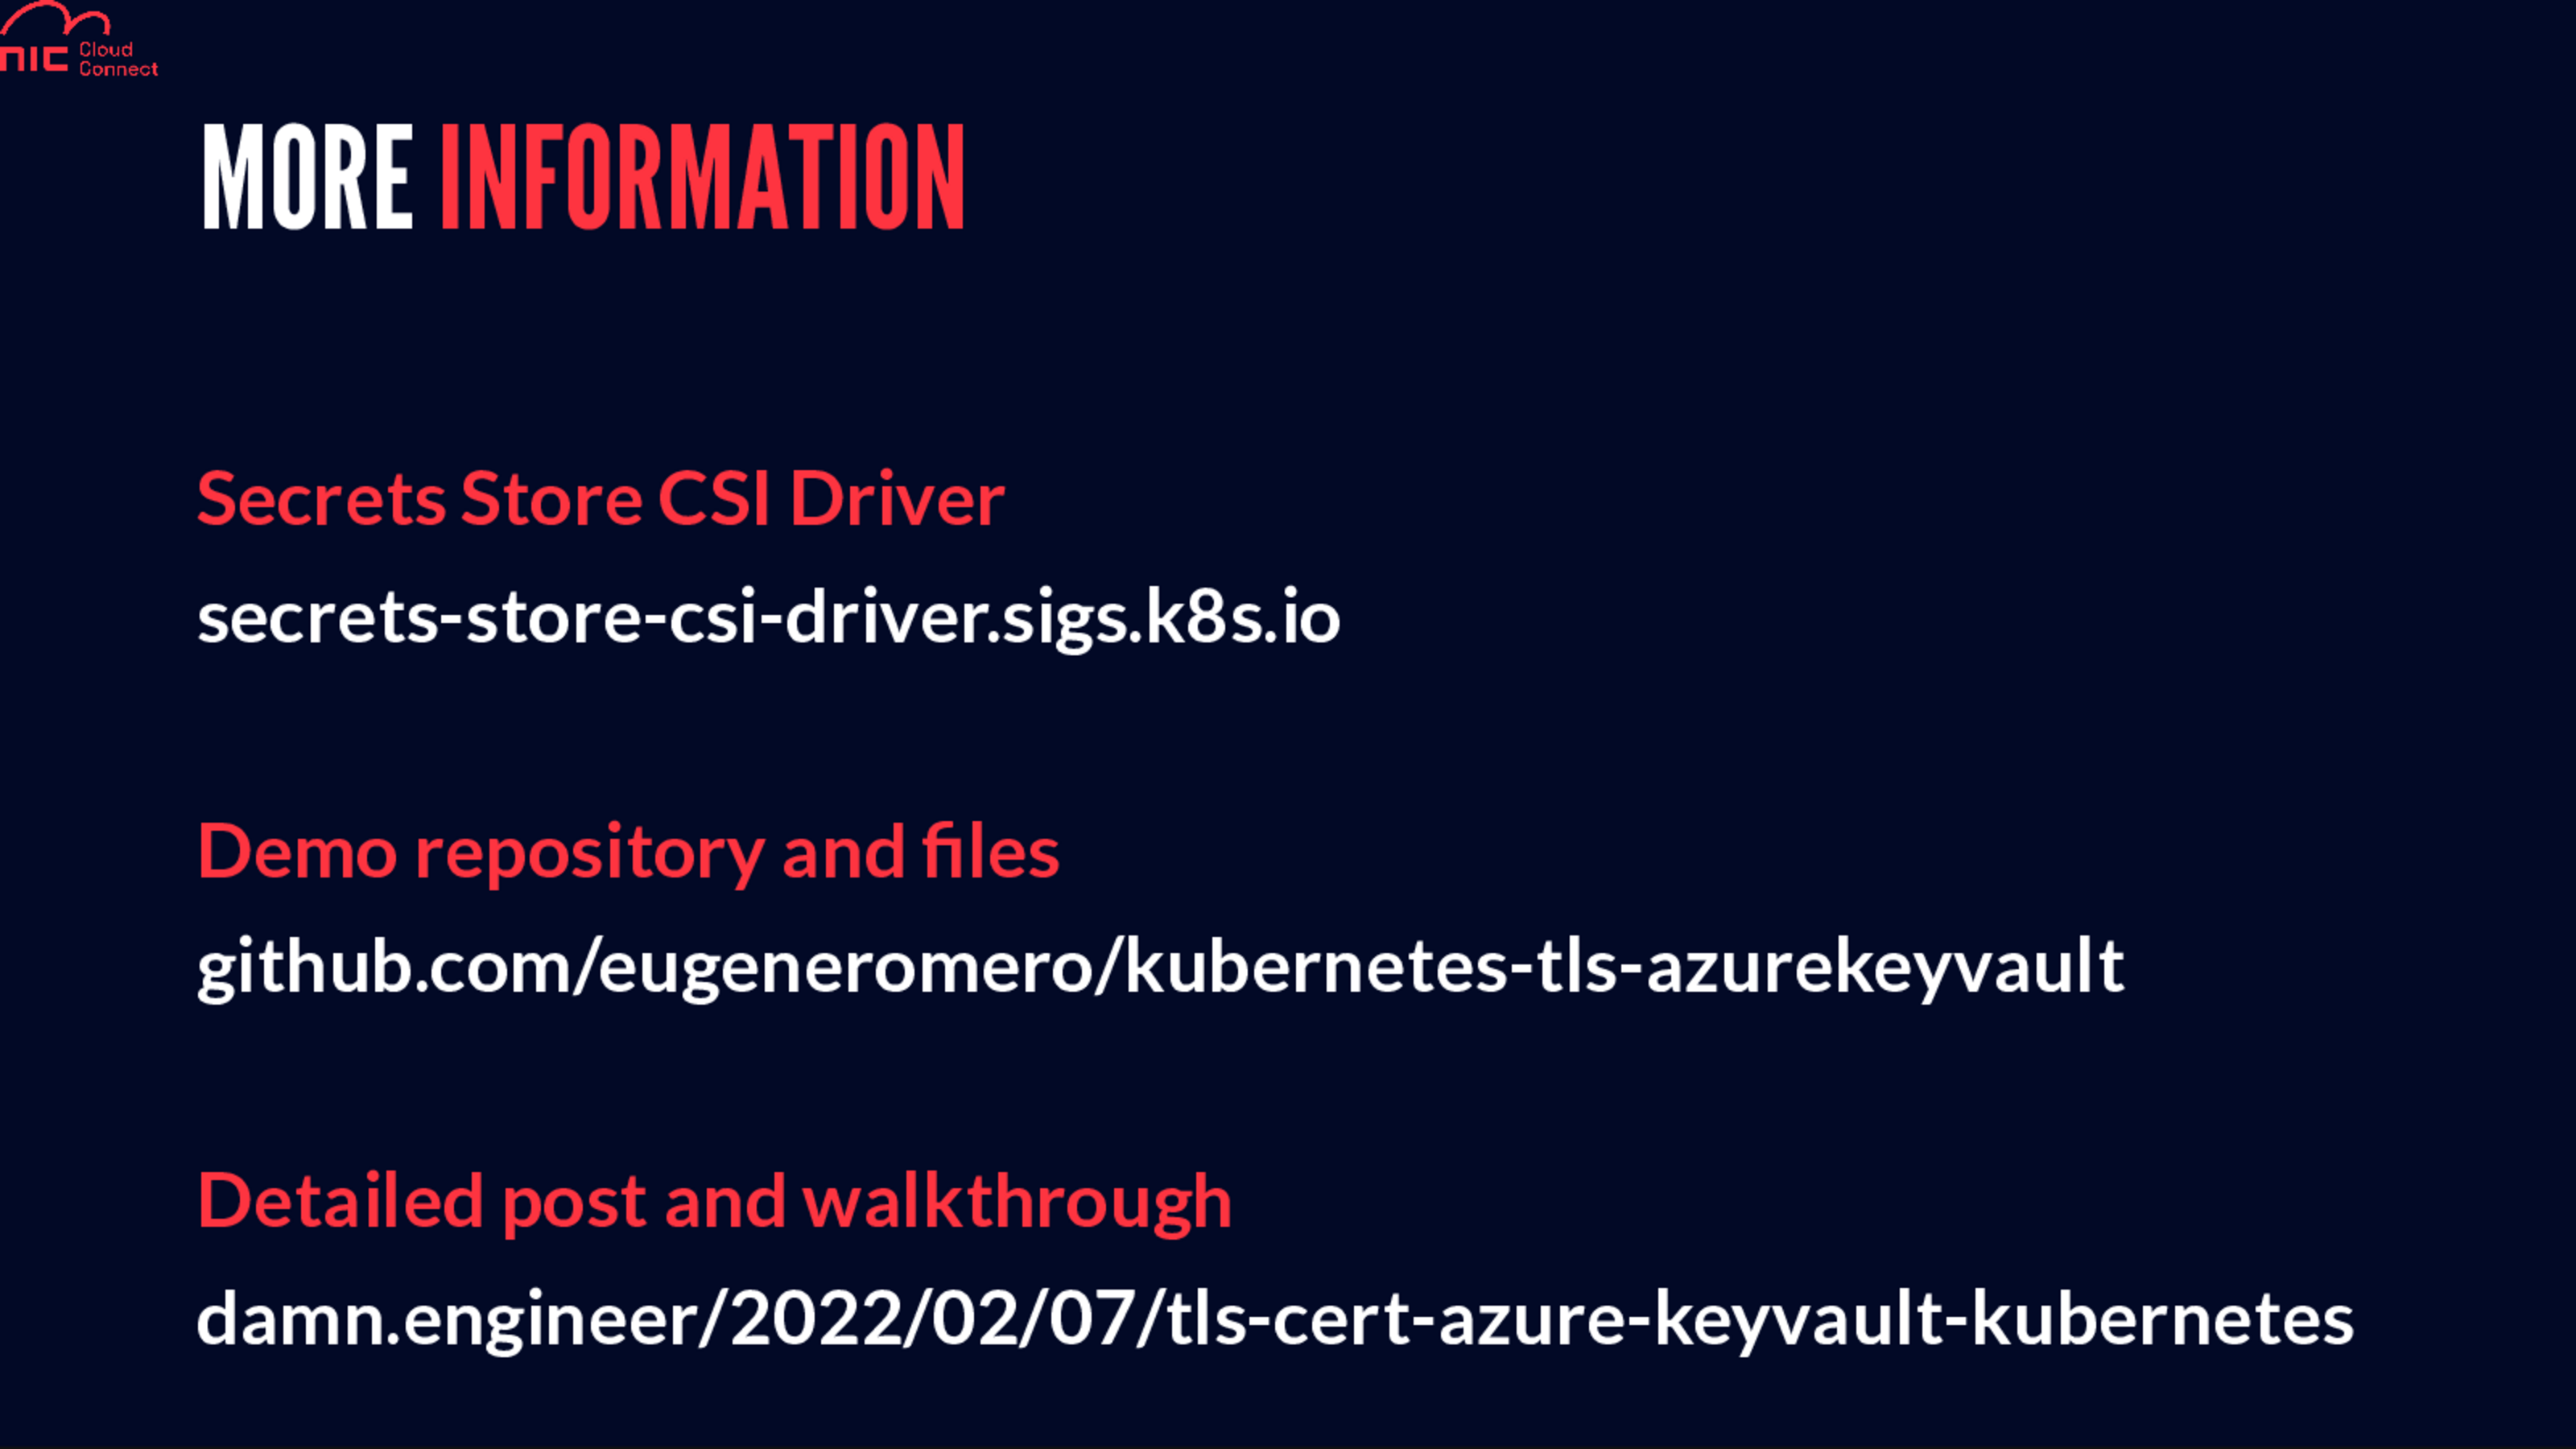 nic Cloud
Connect
MORE INFORMATION
Secrets Store CSI Driver
secrets-store-csi-driver.sigs.k8s.io
Demo repository and files
github.com/eugeneromero/kubernetes-tls-azurekeyvault
Detailed post and walkthrough
damn.engineer/2022/02/07/tls-cert-azure-keyvault-kubernetes